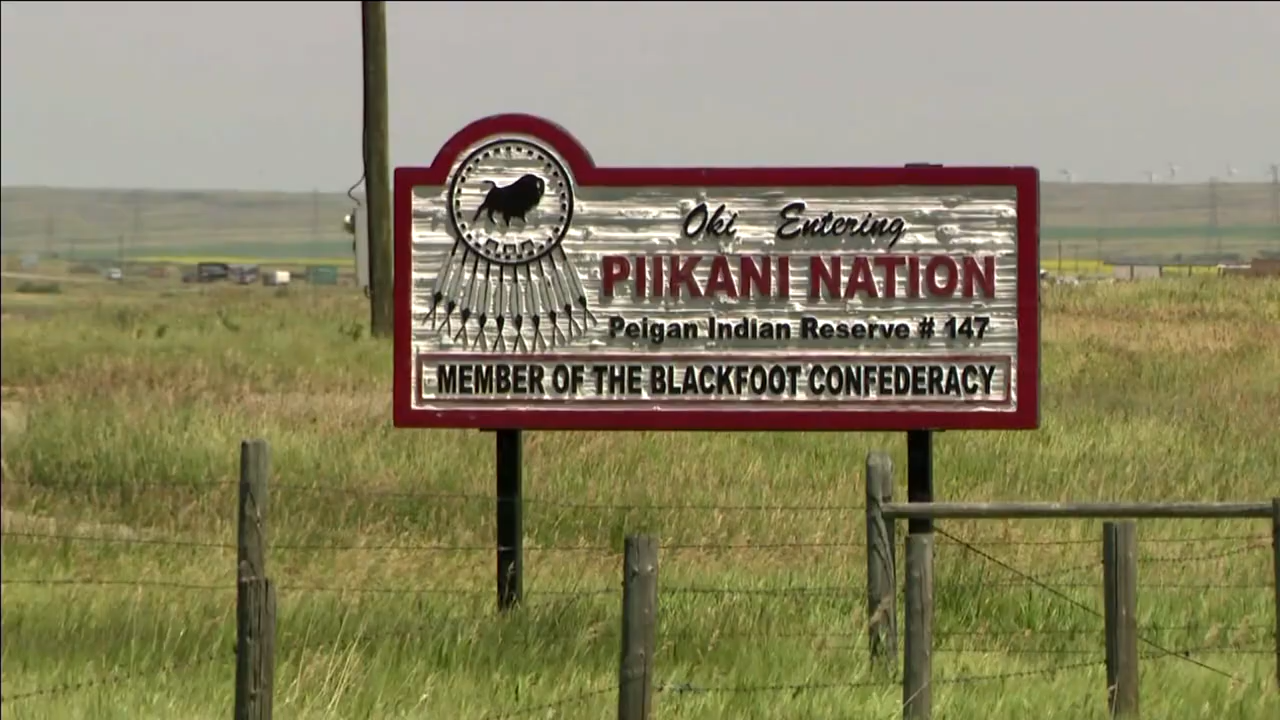 Oki Entering
PIIKANI NATION
Peigan Indian Reserve # 147
MEMBER OF THE BLACKFOOT CONFEDERACY